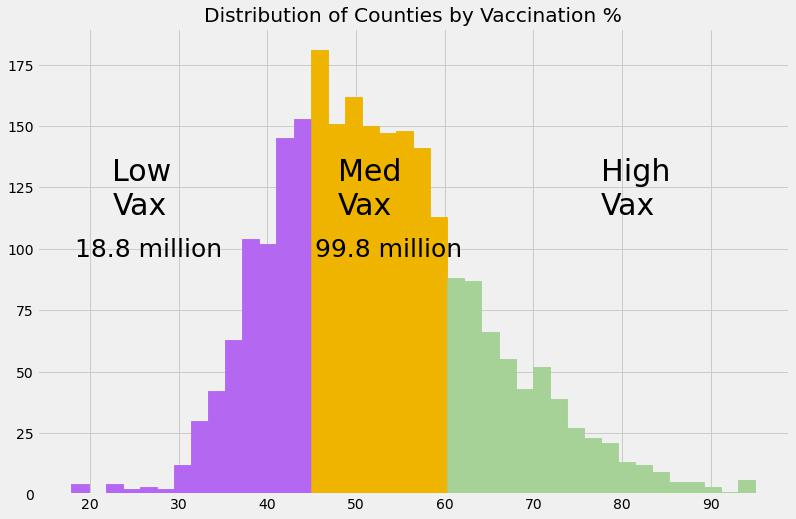 Distribution of Counties by Vaccination %
175
150
125
100
75
50
25
0
Low
Vax
18.8 million
Med
Vax
99.8 million
High
Vax
20 30 40 50 60 70 80 90